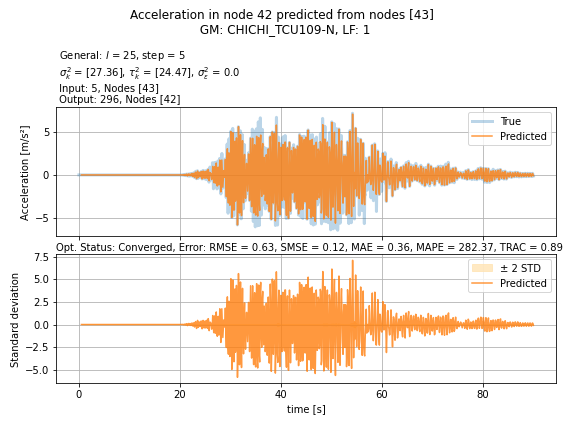 Acceleration in node 42 predicted from nodes [43]
GM: CHICHI_TCU109-N, LF: 1
General: l = 25, step = 5
σ²ₖ = [27.36], τ²ₖ = [24.47], σ²ₜ = 0.0
Input: 5, Nodes [43]
Output: 296, Nodes [42]
Acceleration [m/s²]
5
0
−5
True
Predicted
Opt. Status: Converged, Error: RMSE = 0.63, SMSE = 0.12, MAE = 0.36, MAPE = 282.37, TRAC = 0.89
Standard deviation
7.5
5.0
2.5
0.0
−2.5
−5.0
± 2 STD
Predicted
0 20 40 60 80
time [s]